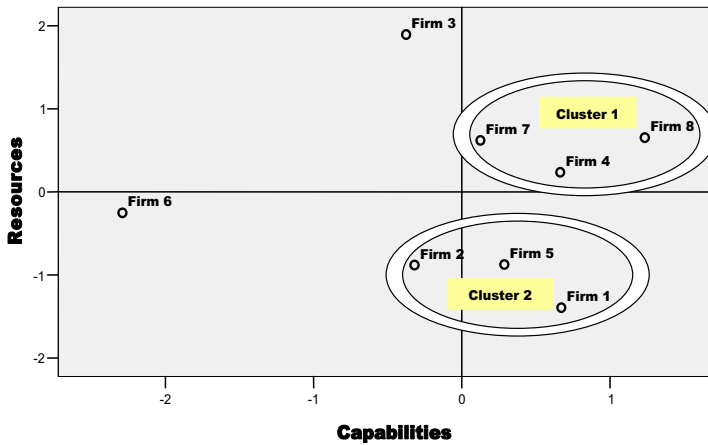 2
Firm 3
1
Cluster 1
Firm 7
Firm 8
Firm 4
Resources
0
Firm 6
Firm 2
Firm 5
-1
Cluster 2
Firm 1
-2
-2
-1
0
1
Capabilities